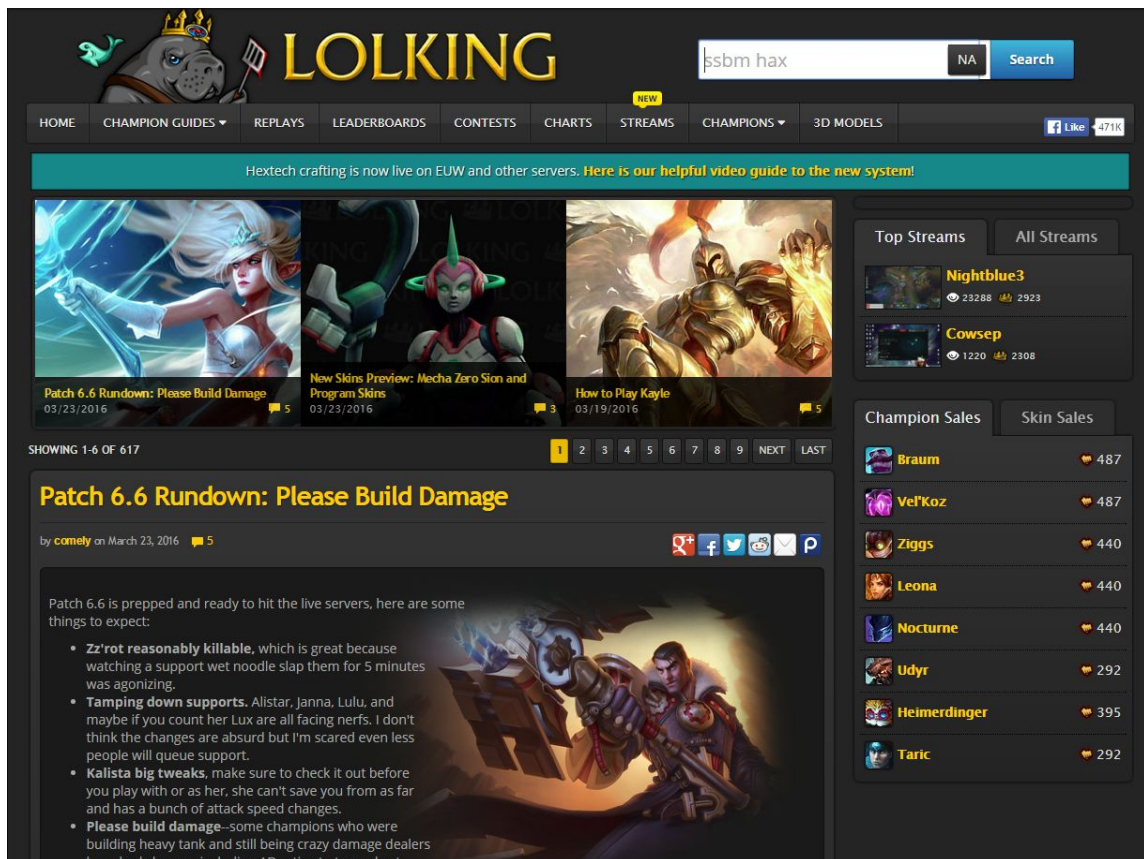 LOLKING
ssbm hax
NA
Search
NEW
HOME
CHAMPION GUIDES
REPLAYS
LEADERBOARDS
CONTESTS
CHARTS
STREAMS
CHAMPIONS
3D MODELS
Like
471K
Hextech crafting is now live on EUW and other servers. Here is our helpful video guide to the new system!
Patch 6.6 Rundown: Please Build Damage
03/23/2016
5
New Skins Preview: Mecha Zero Sion and
Program Skins
03/23/2016
3
How to Play Kayle
03/19/2016
5
SHOWING 1-6 OF 617
1 2 3 4 5 6 7 8 9 NEXT LAST
Patch 6.6 Rundown: Please Build Damage
by comely on March 23, 2016 5
Patch 6.6 is prepped and ready to hit the live servers, here are some
things to expect:
• Zz'rot reasonably killable, which is great because
watching a support wet noodle slap them for 5 minutes
was agonizing.
• Tamping down supports. Alistar, Janna, Lulu, and
maybe if you count her Lux are all facing nerfs. I don't
think the changes are absurd but I'm scared even less
people will queue support.
• Kalista big tweaks, make sure to check it out before
you play with or as her, she can't save you from as far
and has a bunch of attack speed changes.
• Please build damage--some champions who were
building heavy tank and still being crazy damage dealers
Top Streams
All Streams
Nightblue3
23288 2923
Cowsep
1220 2308
Champion Sales
Skin Sales
Braum 487
Vel'Koz 487
Ziggs 440
Leona 440
Nocturne 440
Udyr 292
Heimerdinger 395
Taric 292